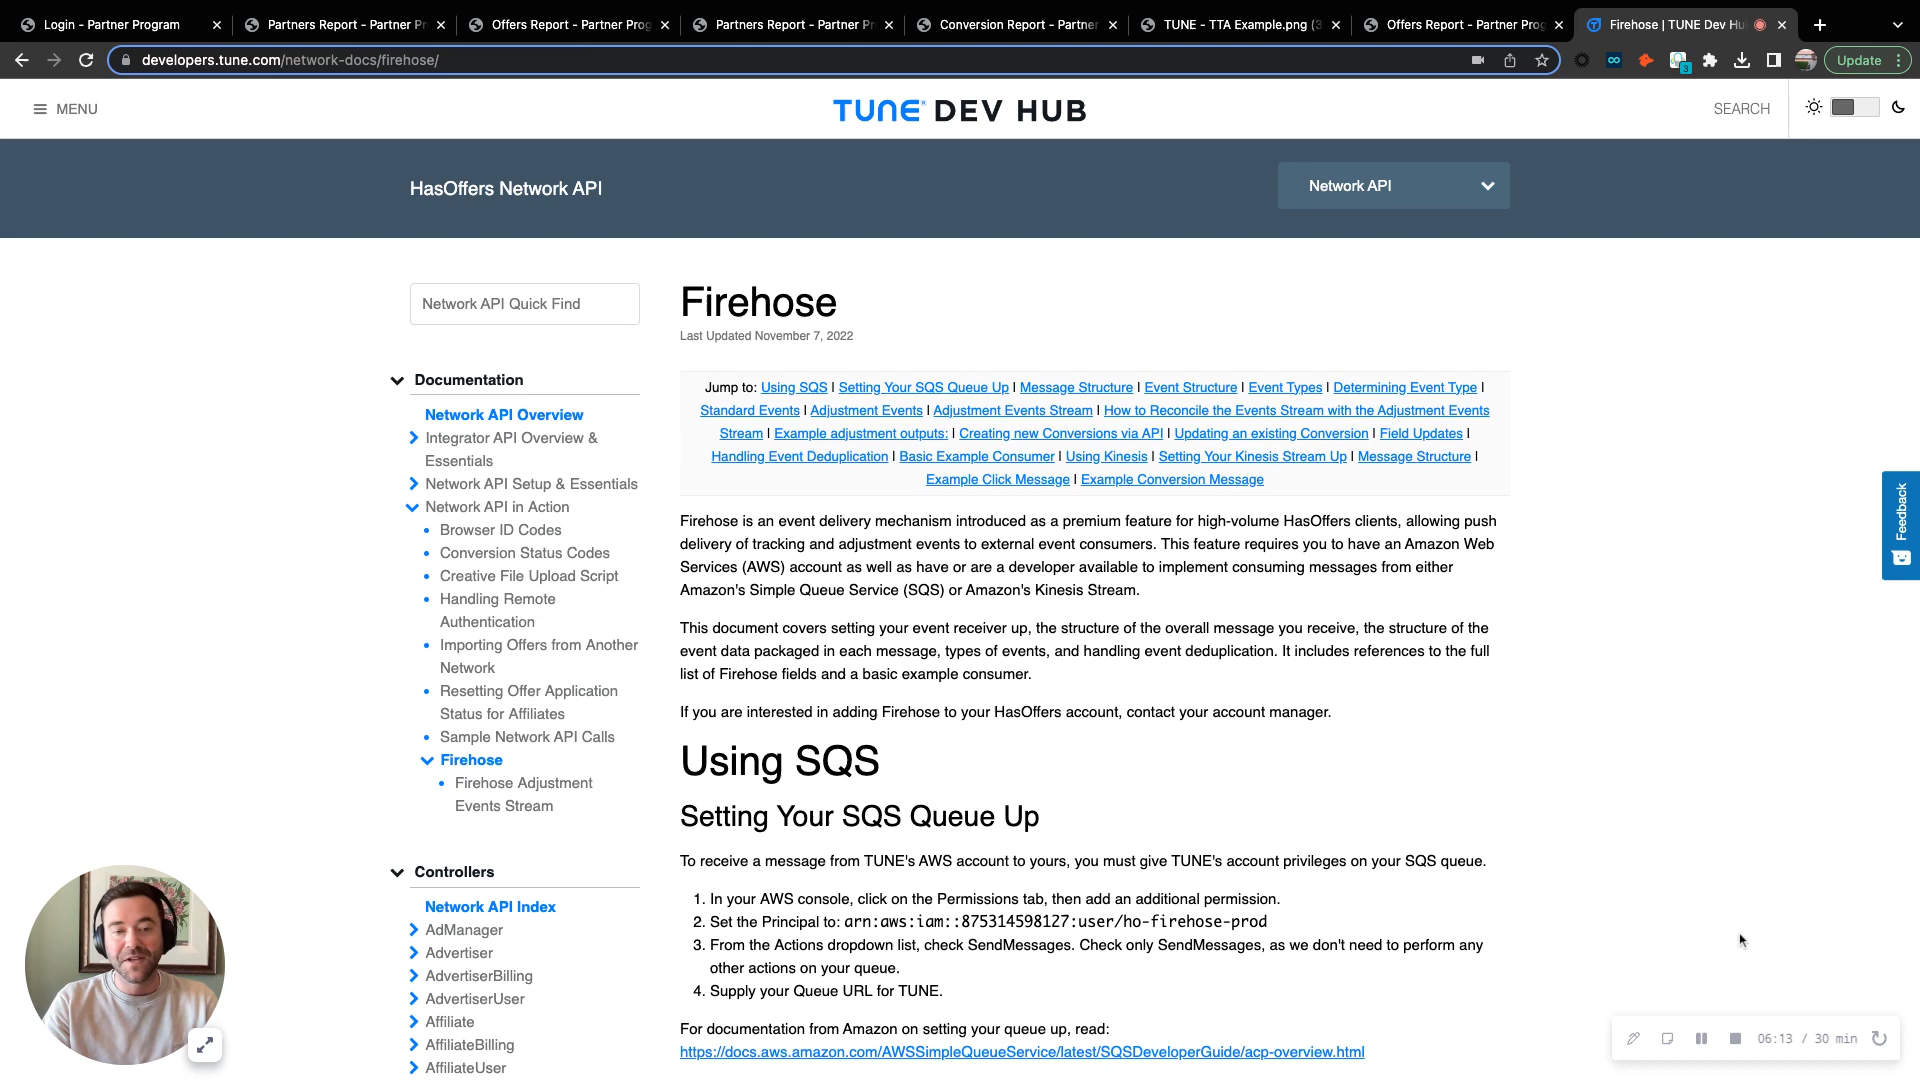 Login - Partner Program
Partners Report - Partner Pr
Offers Report - Partner Prog
Partners Report - Partner Pr
Conversion Report - Partner
TUNE - TTA Example.png (3
Offers Report - Partner Prog
Firehose | TUNE Dev Hu
developers.tune.com/network-docs/firehose/
3
Update
MENU
TUNE DEV HUB
SEARCH
HasOffers Network API
Network API
Network API Quick Find
Documentation
Network API Overview
Integrator API Overview &
Essentials
Network API Setup & Essentials
Network API in Action
Browser ID Codes
Conversion Status Codes
Creative File Upload Script
Handling Remote
Authentication
Importing Offers from Another
Network
Resetting Offer Application
Status for Affiliates
Sample Network API Calls
Firehose
Firehose Adjustment
Events Stream
Controllers
Network API Index
AdManager
Advertiser
AdvertiserBilling
AdvertiserUser
Affiliate
AffiliateBilling
AffiliateUser
Firehose
Last Updated November 7, 2022
Jump to: Using SQS | Setting Your SQS Queue Up | Message Structure | Event Structure | Event Types | Determining Event Type |
Standard Events | Adjustment Events | Adjustment Events Stream | How to Reconcile the Events Stream with the Adjustment Events
Stream | Example adjustment outputs: | Creating new Conversions via API | Updating an existing Conversion | Field Updates |
Handling Event Deduplication | Basic Example Consumer | Using Kinesis | Setting Your Kinesis Stream Up | Message Structure |
Example Click Message | Example Conversion Message
Firehose is an event delivery mechanism introduced as a premium feature for high-volume HasOffers clients, allowing push
delivery of tracking and adjustment events to external event consumers. This feature requires you to have an Amazon Web
Services (AWS) account as well as have or are a developer available to implement consuming messages from either
Amazon's Simple Queue Service (SQS) or Amazon's Kinesis Stream.
This document covers setting your event receiver up, the structure of the overall message you receive, the structure of the
event data packaged in each message, types of events, and handling event deduplication. It includes references to the full
list of Firehose fields and a basic example consumer.
If you are interested in adding Firehose to your HasOffers account, contact your account manager.
Using SQS
Setting Your SQS Queue Up
To receive a message from TUNE's AWS account to yours, you must give TUNE's account privileges on your SQS queue.
1. In your AWS console, click on the Permissions tab, then add an additional permission.
2. Set the Principal to: arn:aws:iam::875314598127:user/ho-firehose-prod
3. From the Actions dropdown list, check SendMessages. Check only SendMessages, as we don't need to perform any
other actions on your queue.
4. Supply your Queue URL for TUNE.
For documentation from Amazon on setting your queue up, read:
https://docs.aws.amazon.com/AWSSimpleQueueService/latest/SQSDeveloperGuide/acp-overview.html
Feedback
06:13 / 30 min